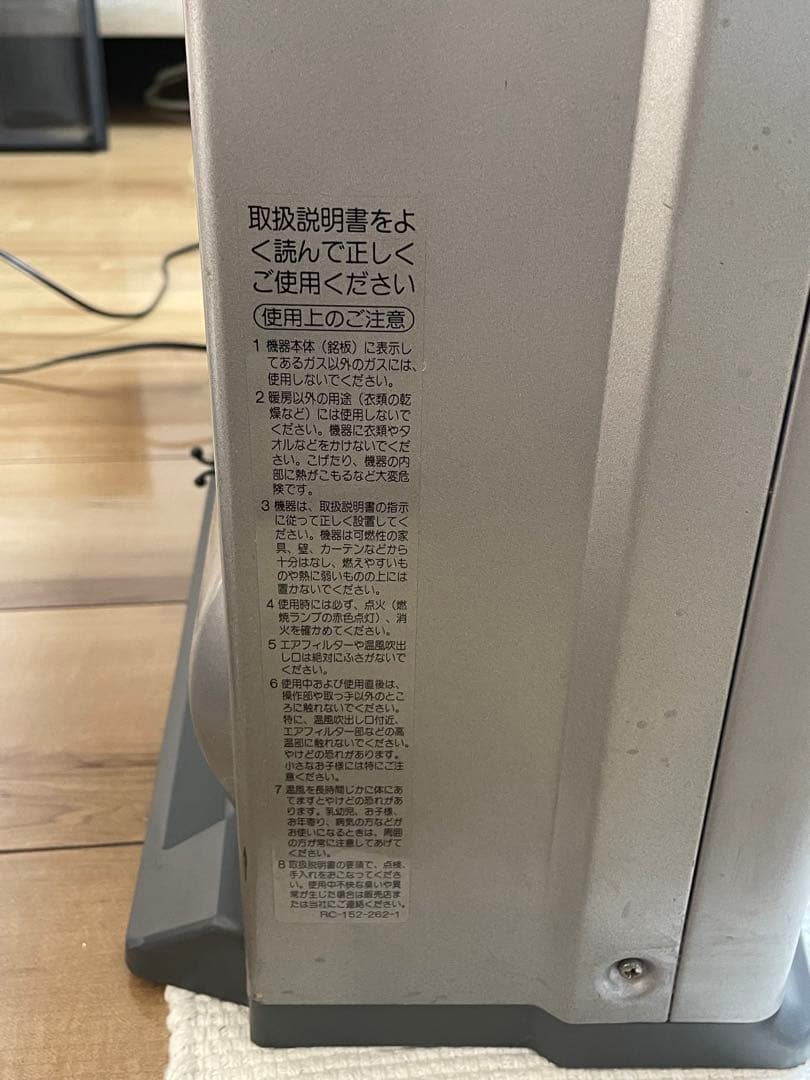 取扱説明書をよ
く読んで正しく
ご使用ください
使用上のご注意
1 機器本体（銘板）に表示し
てあるガス以外のガスには、
使用しないでください。
2 暖房以外の用途（衣類の乾
燥など）には使用しないで
ください。機器に衣類やタ
オルなどをかけないでくだ
さい。こげたり、機器の内
部に熱がこもるなど大変危
険です。
3 機器は、取扱説明書の指示
に従って正しく設置してく
ださい。機器は可燃性の家
具、壁、カーテンなどから
十分はなし、燃えやすいも
のや熱に弱いものの上には
置かないでください。
4 使用時には必ず、点火（燃
焼ランプの赤色点灯）、消
火を確かめてください。
5 エアフィルターや温風吹出
し口は絶対にふさがないで
ください。
6 使用中および使用直後は、
操作部や取っ手以外のとこ
ろに触れないでください。
特に、温風吹出し口付近、
エアフィルター部などの高
温部に触れないでください。
やけどの恐れがあります。
小さなお子様には特にご注
意ください。
7 温風を長時間じかに体にあ
てますとやけどの恐れがあ
ります。乳幼児、お子様、
お年寄り、病気の方などが
お使いになるときは、周囲
の方が常に注意してあげて
ください。
8 取扱説明書の要領で、点検、
手入れをおこなってくださ
い。使用中不快な臭いや異
常が生じた場合は販売店ま
たは当社にご連絡ください。
RC-152-262-1